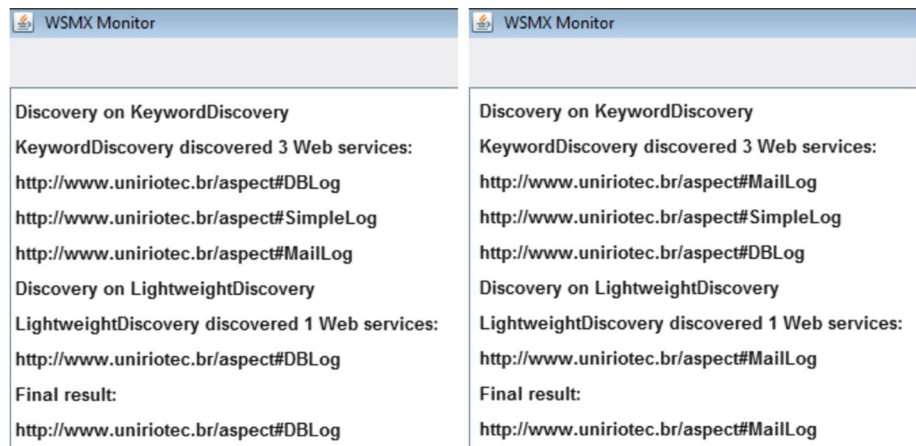 WSMX Monitor
Discovery on KeywordDiscovery
KeywordDiscovery discovered 3 Web services:
http://www.uniriotec.br/aspect#DBLog
http://www.uniriotec.br/aspect#SimpleLog
http://www.uniriotec.br/aspect#MailLog
Discovery on LightweightDiscovery
LightweightDiscovery discovered 1 Web services:
http://www.uniriotec.br/aspect#DBLog
Final result:
http://www.uniriotec.br/aspect#DBLog
WSMX Monitor
Discovery on KeywordDiscovery
KeywordDiscovery discovered 3 Web services:
http://www.uniriotec.br/aspect#MailLog
http://www.uniriotec.br/aspect#SimpleLog
http://www.uniriotec.br/aspect#DBLog
Discovery on LightweightDiscovery
LightweightDiscovery discovered 1 Web services:
http://www.uniriotec.br/aspect#MailLog
Final result:
http://www.uniriotec.br/aspect#MailLog